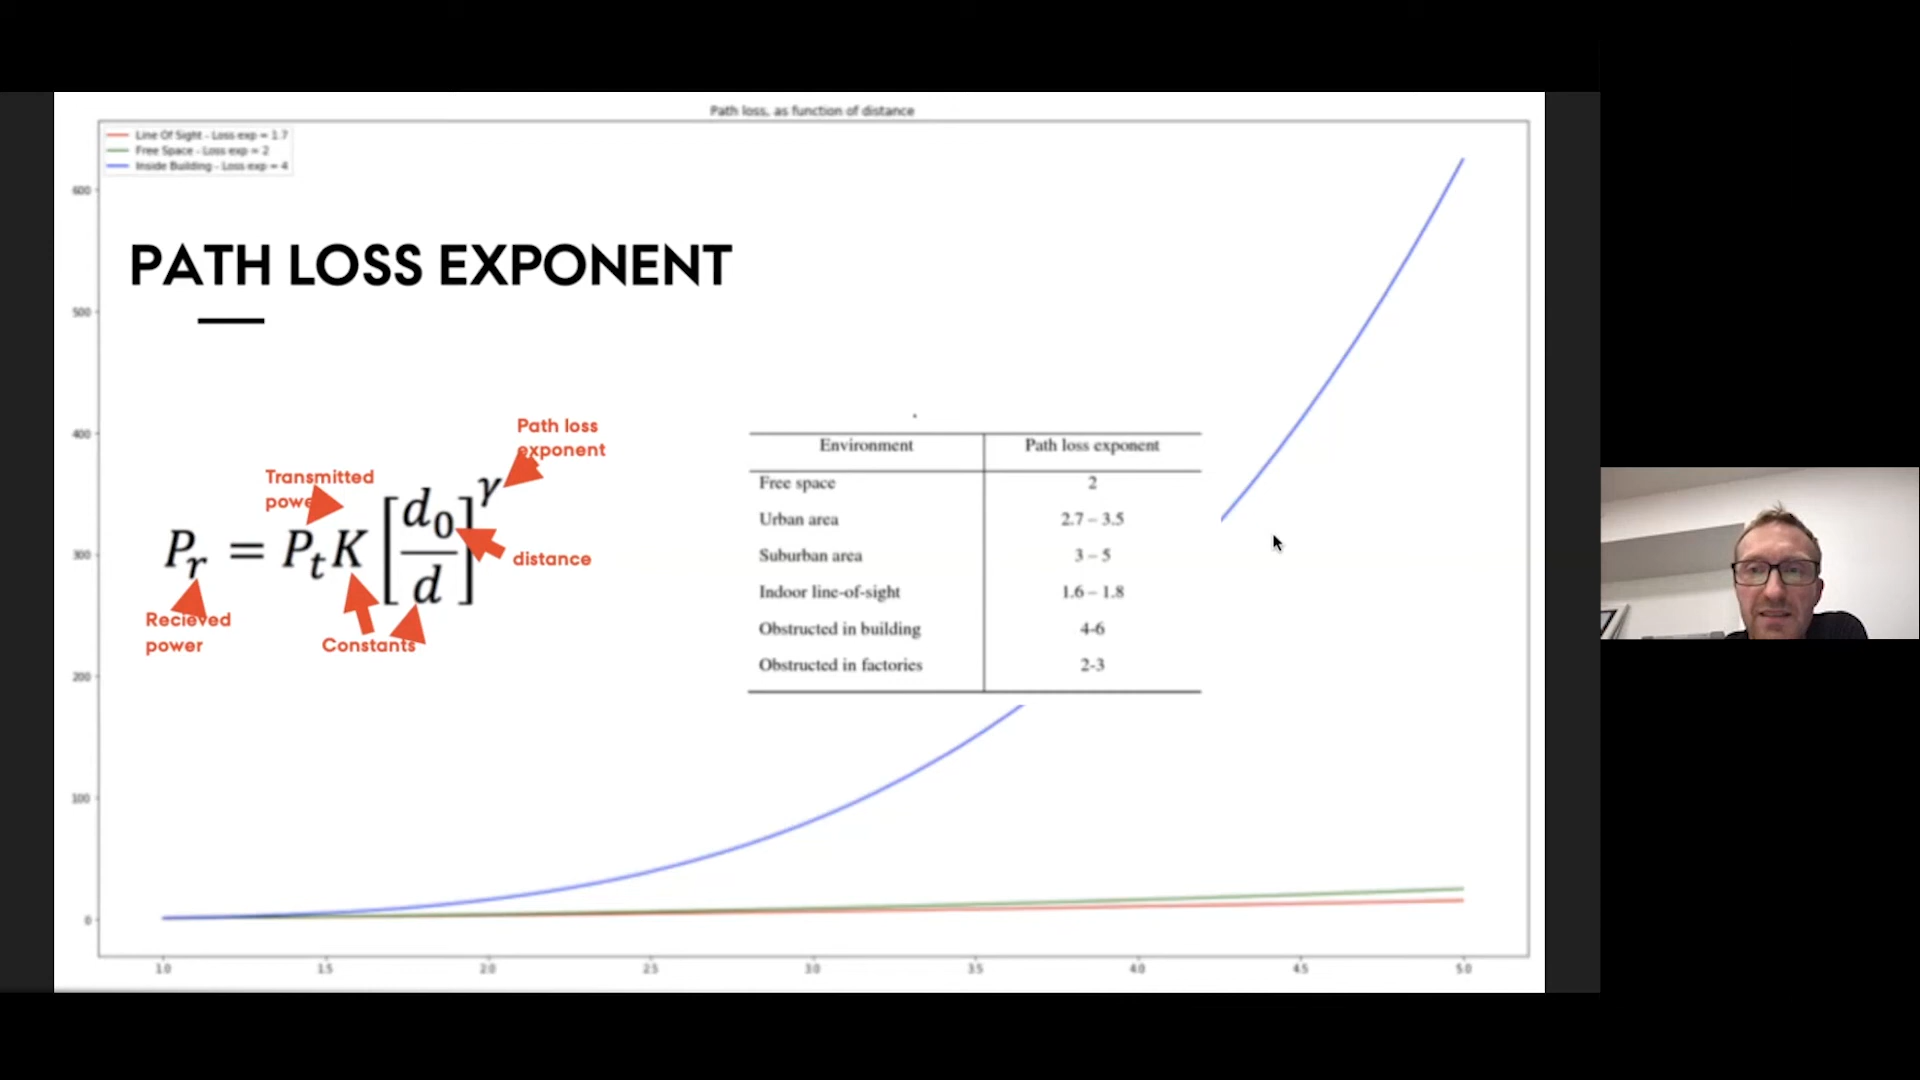 Path loss, as function of distance
Line Of Sight - Loss exp = 1.7
Free Space - Loss exp = 2
Inside Building - Loss exp = 4
600
500
400
300
200
100
0
PATH LOSS EXPONENT
Path loss
exponent
Transmitted
power
P_r = P_t K [d_0/d]^γ
distance
Recieved
power
Constants
Environment Path loss exponent
Free space 2
Urban area 2.7 – 3.5
Suburban area 3 – 5
Indoor line-of-sight 1.6 – 1.8
Obstructed in building 4-6
Obstructed in factories 2-3
1.0 1.5 2.0 2.5 3.0 3.5 4.0 4.5 5.0